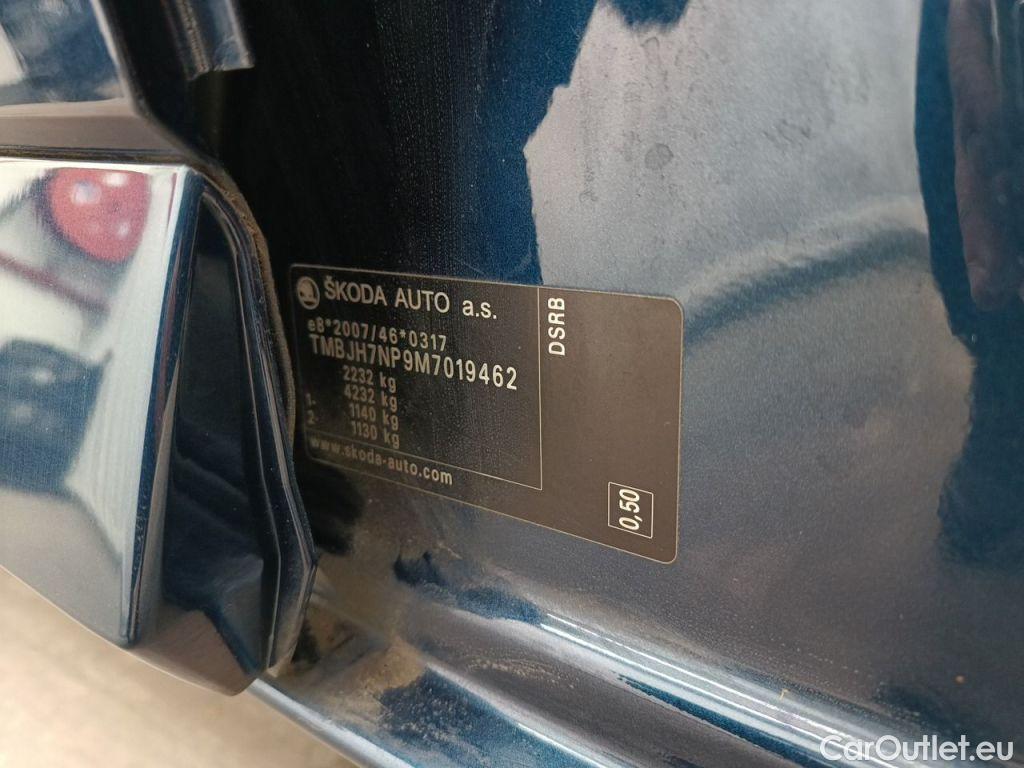 ŠKODA AUTO a.s.
e8*2007/46*0317
TMBJH7NP9M7019462
2232 kg
4232 kg
1- 1140 kg
2- 1130 kg
www.skoda-auto.com
DSRB
0,50
CarOutlet.eu